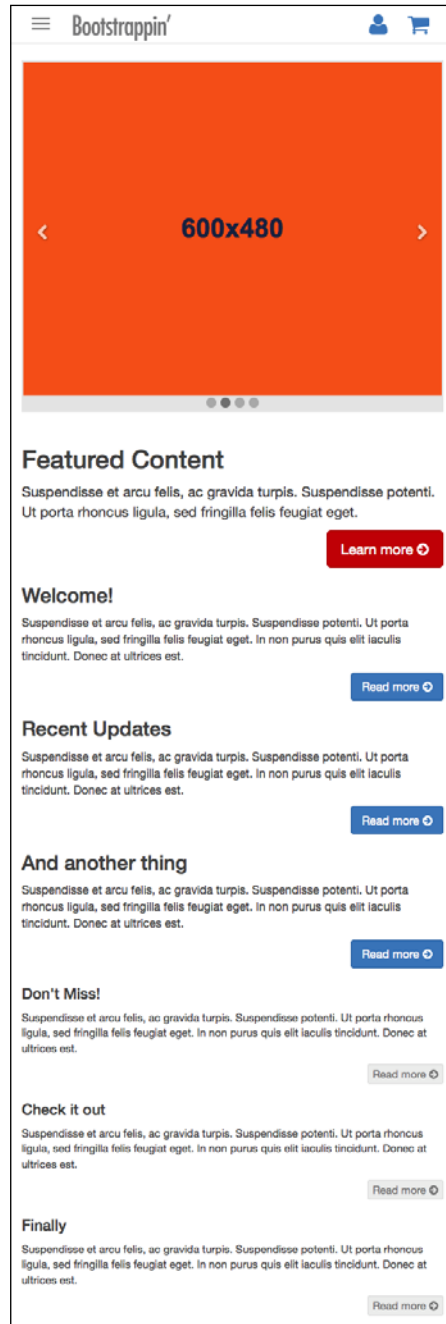 Bootstrappin'
600x480
Featured Content
Suspendisse et arcu felis, ac gravida turpis. Suspendisse potenti.
Ut porta rhoncus ligula, sed fringilla felis feugiat eget.
Learn more
Welcome!
Suspendisse et arcu felis, ac gravida turpis. Suspendisse potenti. Ut porta
rhoncus ligula, sed fringilla felis feugiat eget. In non purus quis elit iaculis
tincidunt. Donec at ultrices est.
Read more
Recent Updates
Suspendisse et arcu felis, ac gravida turpis. Suspendisse potenti. Ut porta
rhoncus ligula, sed fringilla felis feugiat eget. In non purus quis elit iaculis
tincidunt. Donec at ultrices est.
Read more
And another thing
Suspendisse et arcu felis, ac gravida turpis. Suspendisse potenti. Ut porta
rhoncus ligula, sed fringilla felis feugiat eget. In non purus quis elit iaculis
tincidunt. Donec at ultrices est.
Read more
Don't Miss!
Suspendisse et arcu felis, ac gravida turpis. Suspendisse potenti. Ut porta rhoncus
ligula, sed fringilla felis feugiat eget. In non purus quis elit iaculis tincidunt. Donec at
ultrices est.
Read more
Check it out
Suspendisse et arcu felis, ac gravida turpis. Suspendisse potenti. Ut porta rhoncus
ligula, sed fringilla felis feugiat eget. In non purus quis elit iaculis tincidunt. Donec at
ultrices est.
Read more
Finally
Suspendisse et arcu felis, ac gravida turpis. Suspendisse potenti. Ut porta rhoncus
ligula, sed fringilla felis feugiat eget. In non purus quis elit iaculis tincidunt. Donec at
ultrices est.
Read more